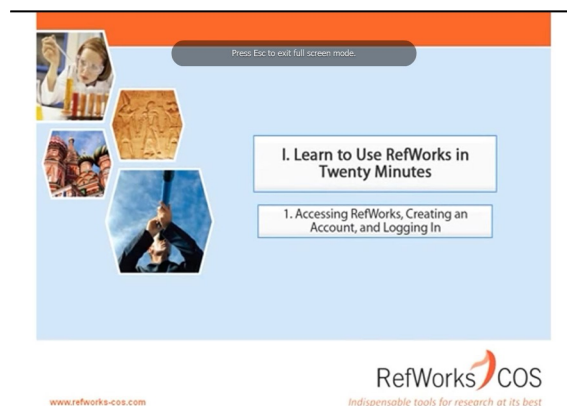 Press Esc to exit full screen mode.
I. Learn to Use RefWorks in
Twenty Minutes
1. Accessing RefWorks, Creating an
Account, and Logging In
RefWorks COS
www.refworks-cos.com
Indispensable tools for research at its best